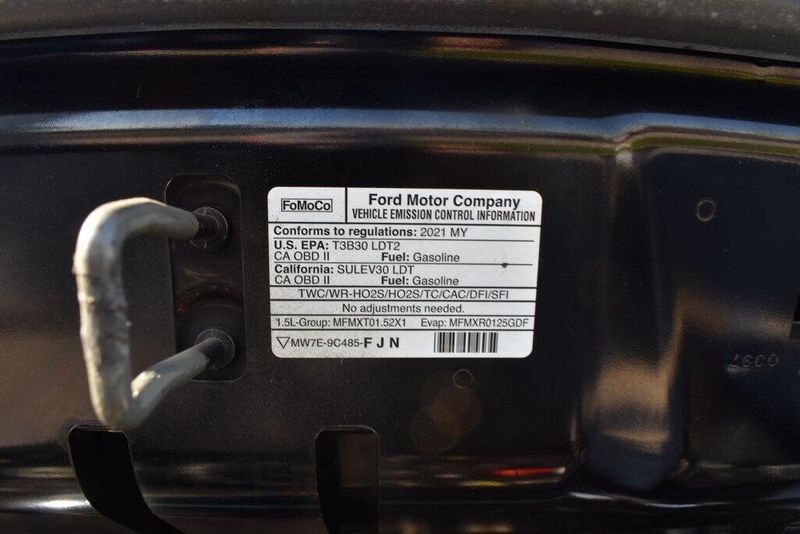 FoMoCo
Ford Motor Company
VEHICLE EMISSION CONTROL INFORMATION
Conforms to regulations: 2021 MY
U.S. EPA: T3B30 LDT2
CA OBD II Fuel: Gasoline
California: SULEV30 LDT
CA OBD II Fuel: Gasoline
TWC/WR-HO2S/HO2S/TC/CAC/DFI/SFI
No adjustments needed.
1.5L-Group: MFMXT01.52X1 Evap: MFMXR0125GDF
MW7E-9C485-F J N